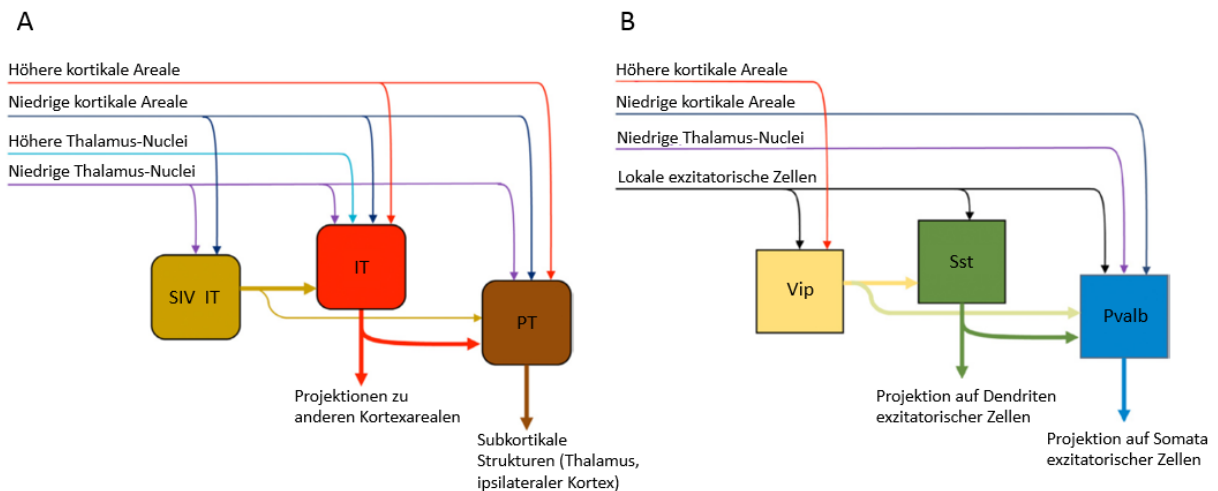 A
Höhere kortikale Areale
Niedrige kortikale Areale
Höhere Thalamus-Nuclei
Niedrige Thalamus-Nuclei
SIV IT
IT
PT
Projektionen zu
anderen Kortexarealen
Subkortikale
Strukturen (Thalamus,
ipsilateraler Kortex)
B
Höhere kortikale Areale
Niedrige kortikale Areale
Niedrige Thalamus-Nuclei
Lokale exzitatorische Zellen
Vip
Sst
Pvalb
Projektion auf Dendriten
exzitatorischer Zellen
Projektion auf Somata
exzitatorischer Zellen